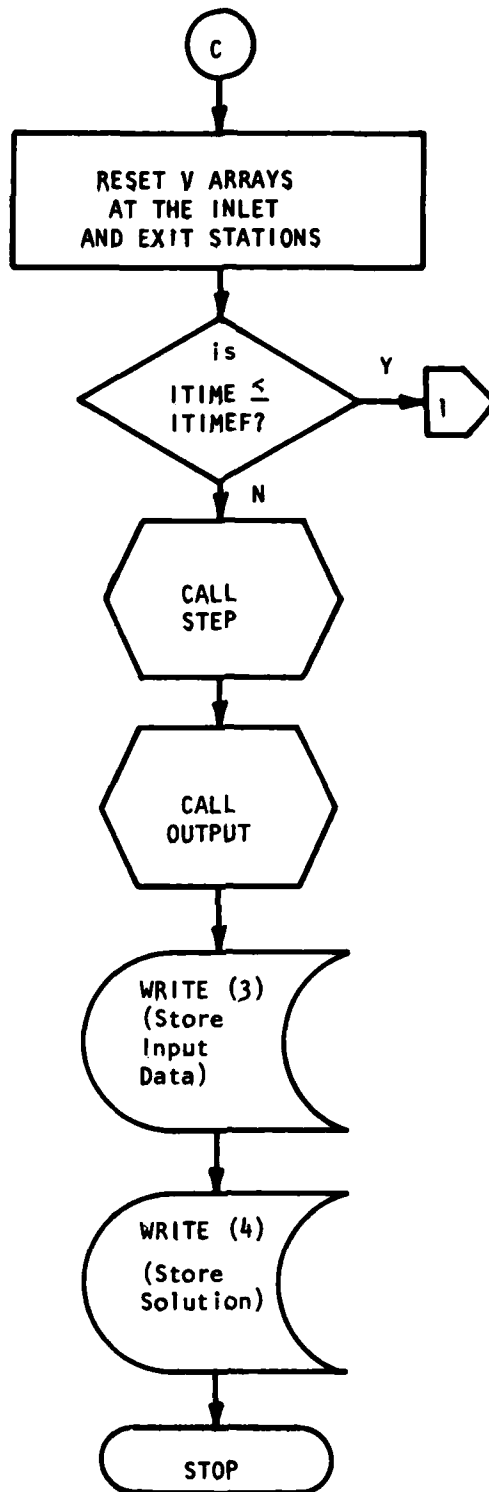 C
RESET V ARRAYS
AT THE INLET
AND EXIT STATIONS
is
ITIME ≤
ITIMEF?
Y
1
N
CALL
STEP
CALL
OUTPUT
WRITE (3)
(Store
Input
Data)
WRITE (4)
(Store
Solution)
STOP